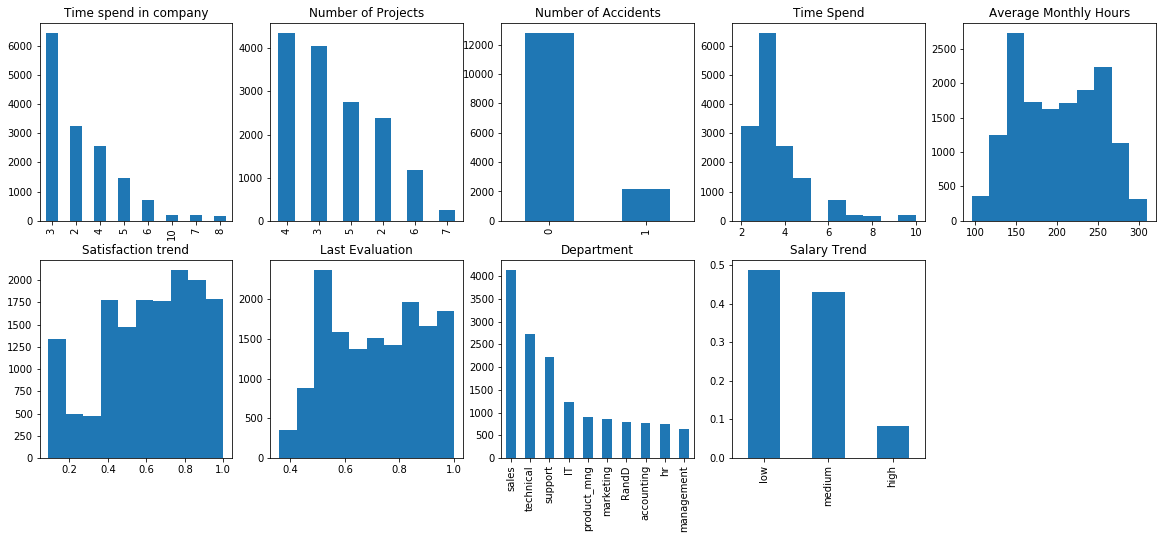 Time spend in company
6000
5000
4000
3000
2000
1000
0
3 2 4 5 6 10 7 8
Number of Projects
4000
3000
2000
1000
0
4 3 5 2 6 7
Number of Accidents
12000
10000
8000
6000
4000
2000
0
0 1
Time Spend
6000
5000
4000
3000
2000
1000
0
2 4 6 8 10
Average Monthly Hours
2500
2000
1500
1000
500
0
100 150 200 250 300
Satisfaction trend
2000
1750
1500
1250
1000
750
500
250
0
0.2 0.4 0.6 0.8 1.0
Last Evaluation
2000
1500
1000
500
0
0.4 0.6 0.8 1.0
Department
4000
3500
3000
2500
2000
1500
1000
500
0
sales
technical
support
IT
product_mng
marketing
RandD
accounting
hr
management
Salary Trend
0.5
0.4
0.3
0.2
0.1
0.0
low
medium
high